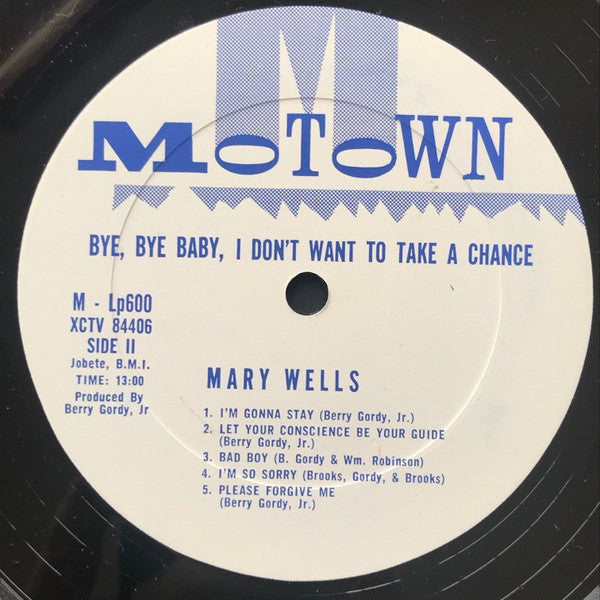 MOTOWN
BYE, BYE BABY, I DON'T WANT TO TAKE A CHANCE
M - Lp600
XCTV 84406
SIDE II
Jobete, B.M.I.
TIME: 13:00
Produced By
Berry Gordy, Jr
MARY WELLS
1. I'M GONNA STAY (Berry Gordy, Jr.)
2. LET YOUR CONSCIENCE BE YOUR GUIDE
(Berry Gordy, Jr.)
3. BAD BOY (B. Gordy & Wm. Robinson)
4. I'M SO SORRY (Brooks, Gordy, & Brooks)
5. PLEASE FORGIVE ME
(Berry Gordy, Jr.)